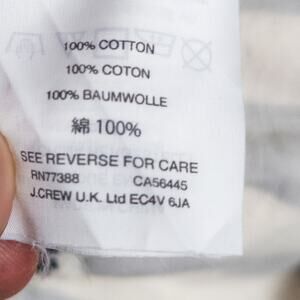 100% COTTON
100% COTON
100% BAUMWOLLE
綿 100%
SEE REVERSE FOR CARE
RN77388 CA56445
J.CREW U.K. Ltd EC4V 6JA